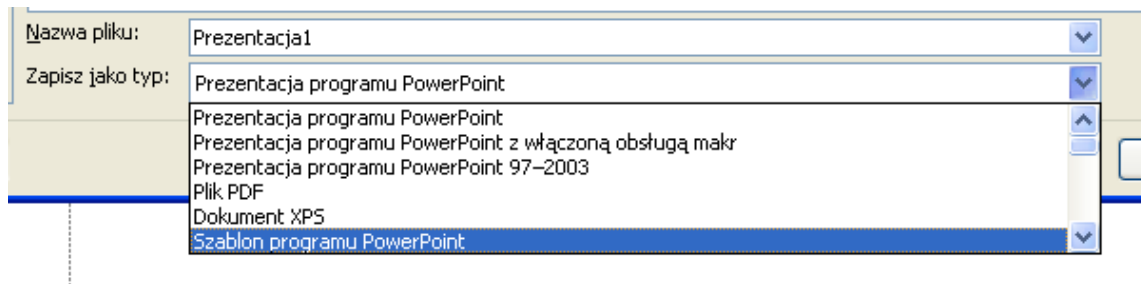 Nazwa pliku: Prezentacja1
Zapisz jako typ: Prezentacja programu PowerPoint
Prezentacja programu PowerPoint
Prezentacja programu PowerPoint z włączoną obsługą makr
Prezentacja programu PowerPoint 97–2003
Plik PDF
Dokument XPS
Szablon programu PowerPoint